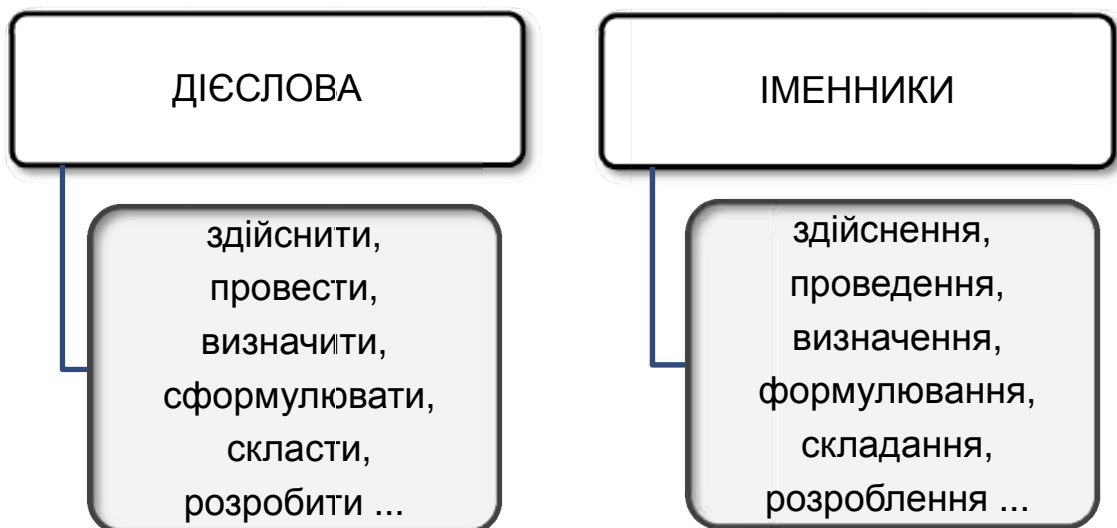 ДІЄСЛОВА
здійснити,
провести,
визначити,
сформулювати,
скласти,
розробити ...
ІМЕННИКИ
здійснення,
проведення,
визначення,
формулювання,
складання,
розроблення ...